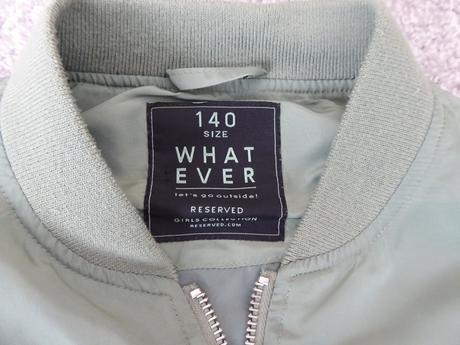 140
SIZE
WHAT
EVER
let's go outside!
RESERVED
GIRLS COLLECTION
RESERVED.COM